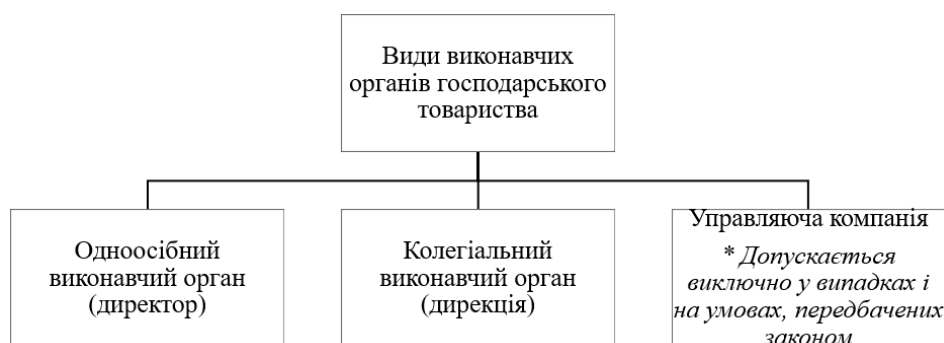 Види виконавчих
органів господарського
товариства
Одноосібний
виконавчий орган
(директор)
Колегіальний
виконавчий орган
(дирекція)
Управляюча компанія
* Допускається
виключно у випадках і
на умовах, передбачених
законом